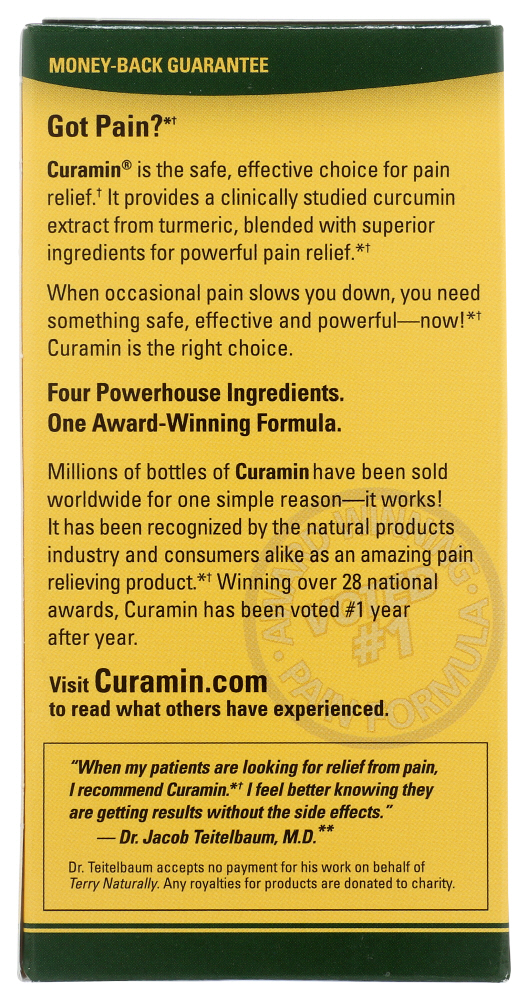 MONEY-BACK GUARANTEE
Got Pain?*†
Curamin® is the safe, effective choice for pain
relief.† It provides a clinically studied curcumin
extract from turmeric, blended with superior
ingredients for powerful pain relief.*†
When occasional pain slows you down, you need
something safe, effective and powerful—now!*†
Curamin is the right choice.
Four Powerhouse Ingredients.
One Award-Winning Formula.
Millions of bottles of Curamin have been sold
worldwide for one simple reason—it works!
It has been recognized by the natural products
industry and consumers alike as an amazing pain
relieving product.*† Winning over 28 national
awards, Curamin has been voted #1 year
after year.
AWARD WINNING
VOTED
#1
PAIN FORMULA
Visit Curamin.com
to read what others have experienced.
“When my patients are looking for relief from pain,
I recommend Curamin.*† I feel better knowing they
are getting results without the side effects.”
— Dr. Jacob Teitelbaum, M.D.**
Dr. Teitelbaum accepts no payment for his work on behalf of
Terry Naturally. Any royalties for products are donated to charity.